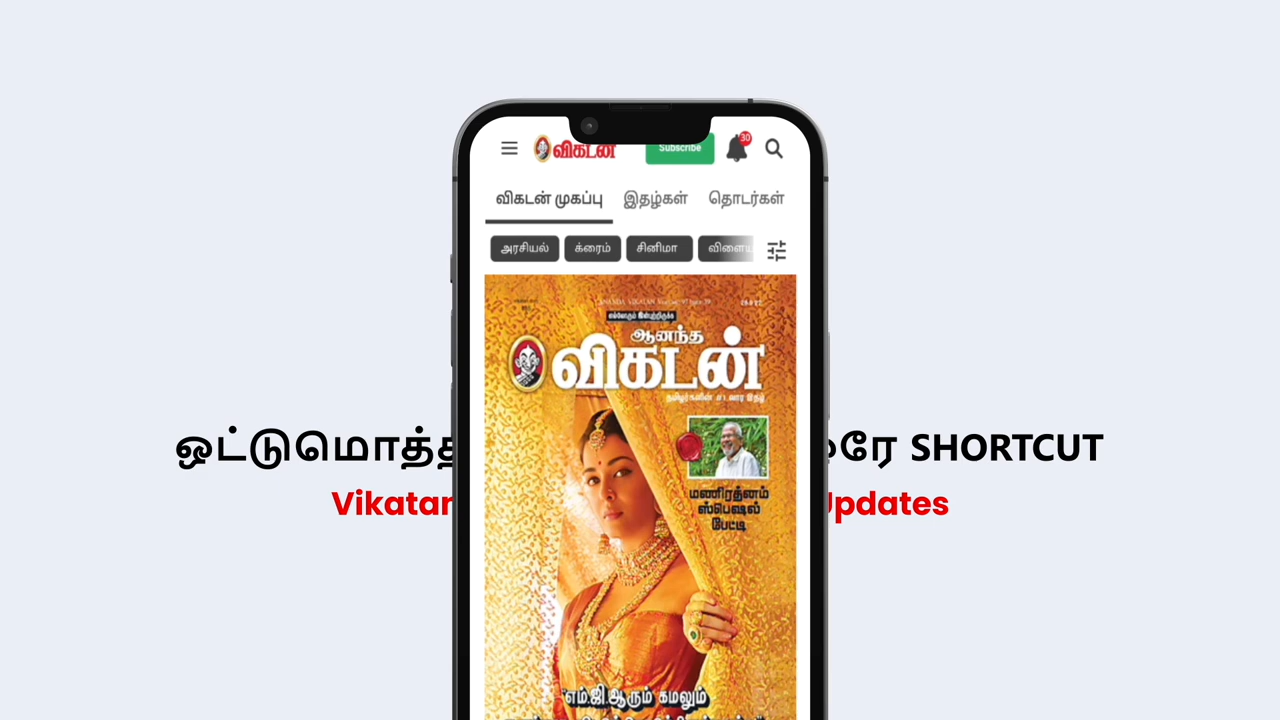 விகடன்
Subscribe
30
விகடன் முகப்பு இதழ்கள் தொடர்கள்
அரசியல் க்ரைம் சினிமா
ஆனந்த
விகடன்
மணிரத்னம்
ஸ்பெஷல்
பேட்டி
ஒட்டுமொத்த ரே SHORTCUT
Vikatan Updates
"எம்.ஜி.ஆரும் கமலும்